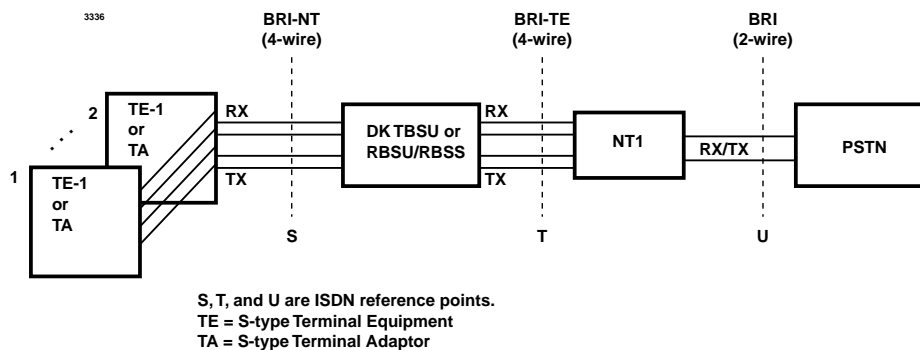 3336
BRI-NT
(4-wire)
BRI-TE
(4-wire)
BRI
(2-wire)
2
TE-1
or
TA
1
TE-1
or
TA
RX
TX
DK TBSU or
RBSU/RBSS
RX
TX
NT1
RX/TX
PSTN
S
T
U
S, T, and U are ISDN reference points.
TE = S-type Terminal Equipment
TA = S-type Terminal Adaptor